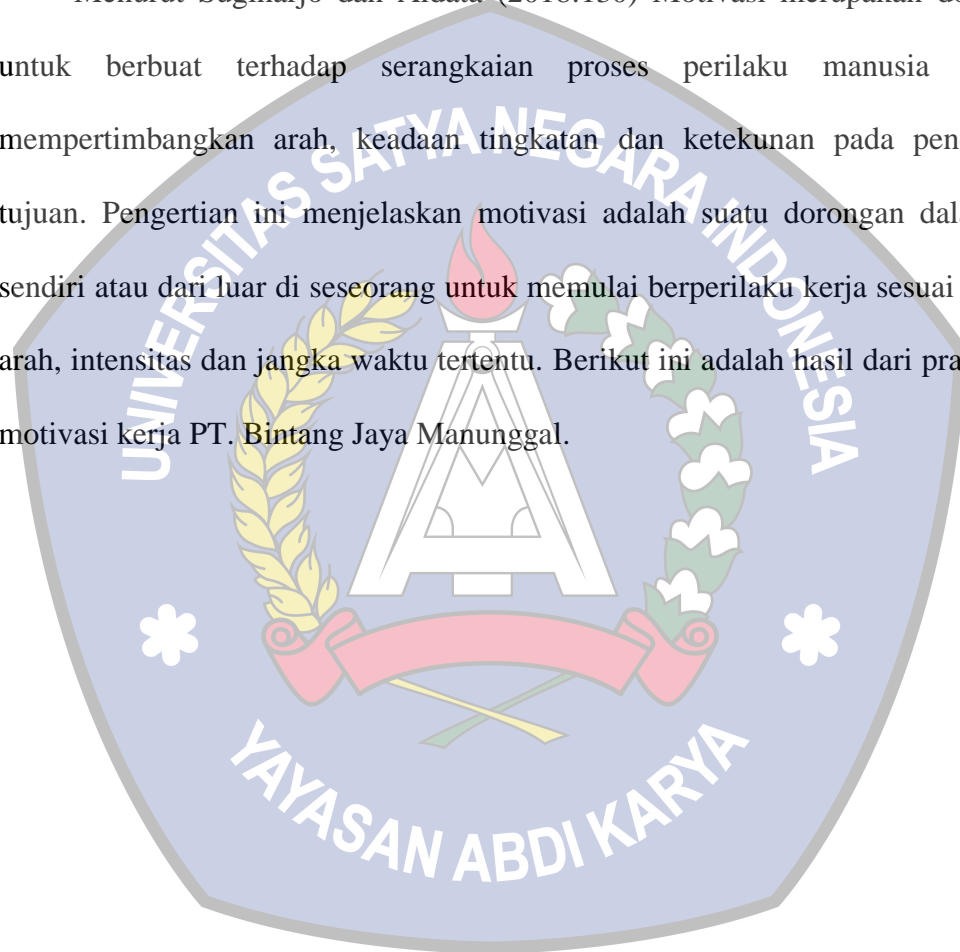 untuk berbuat terhadap serangkaian proses perilaku manusia
mempertimbangkan arah, keadaan tingkatan dan ketekunan pada pen
tujuan. Pengertian ini menjelaskan motivasi adalah suatu dorongan dal
sendiri atau dari luar di seseorang untuk memulai berperilaku kerja sesuai
arah, intensitas dan jangka waktu tertentu. Berikut ini adalah hasil dari pra
motivasi kerja PT. Bintang Jaya Manunggal.
UNIVERSITAS SATYA NEGARA INDONESIA
YAYASAN ABDI KARYA